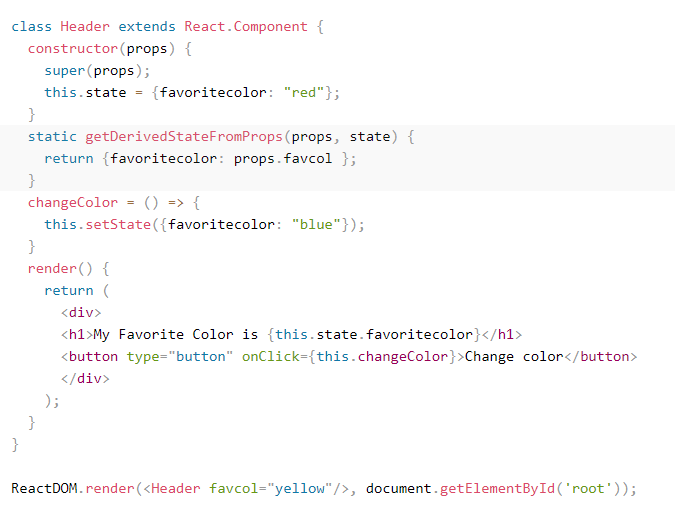 class Header extends React.Component {
  constructor(props) {
    super(props);
    this.state = {favoritecolor: "red"};
  }
  static getDerivedStateFromProps(props, state) {
    return {favoritecolor: props.favcol };
  }
  changeColor = () => {
    this.setState({favoritecolor: "blue"});
  }
  render() {
    return (
      <div>
      <h1>My Favorite Color is {this.state.favoritecolor}</h1>
      <button type="button" onClick={this.changeColor}>Change color</button>
      </div>
    );
  }
}

ReactDOM.render(<Header favcol="yellow"/>, document.getElementById('root'));